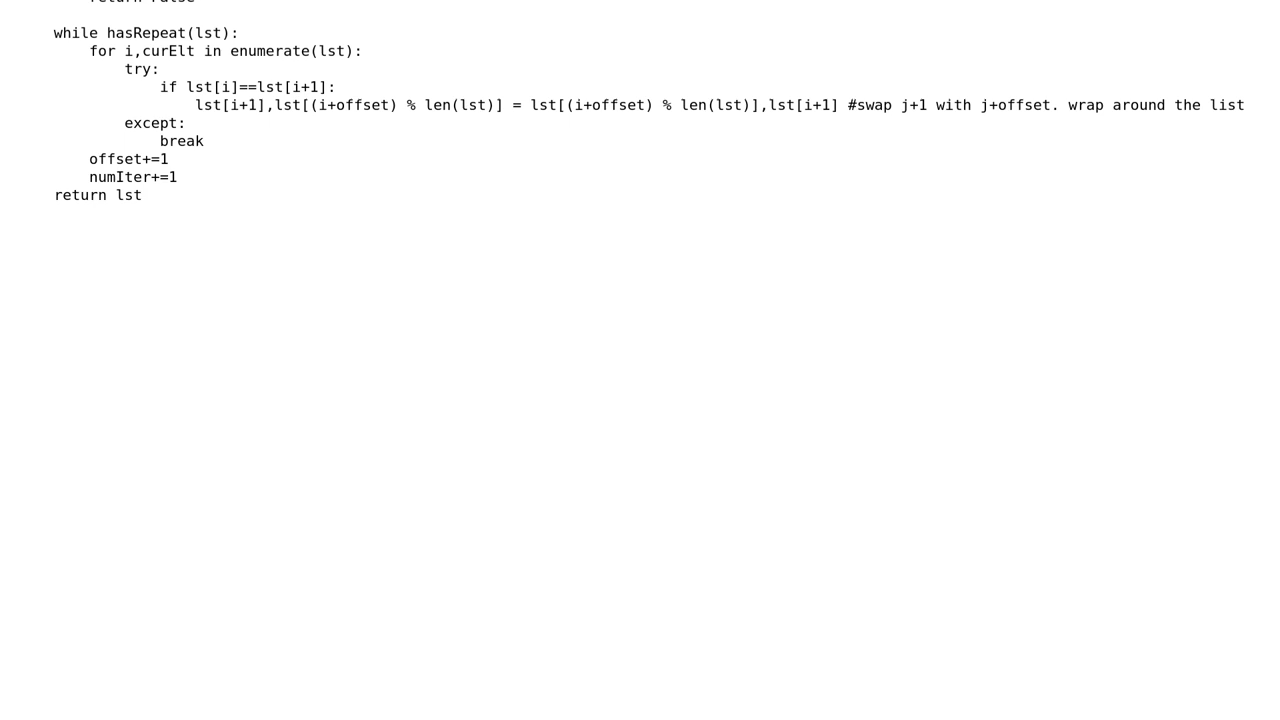 return False
while hasRepeat(lst):
for i,curElt in enumerate(lst):
try:
if lst[i]==lst[i+1]:
lst[i+1],lst[(i+offset) % len(lst)] = lst[(i+offset) % len(lst)],lst[i+1] #swap j+1 with j+offset. wrap around the list
except:
break
offset+=1
numIter+=1
return lst